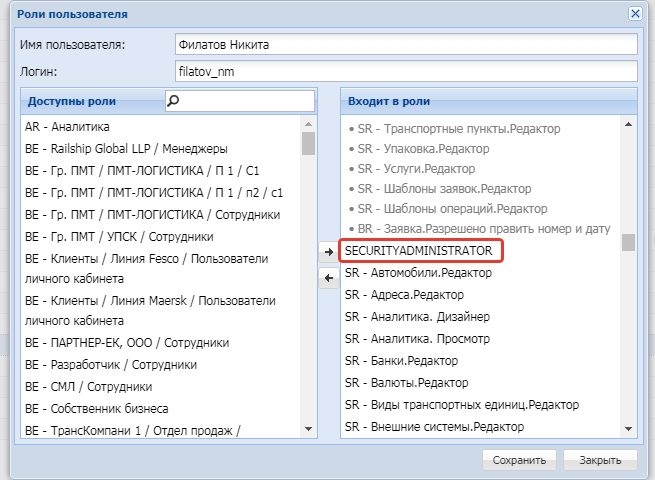 Роли пользователя
Имя пользователя: Филатов Никита
Логин: filatov_nm
Доступны роли
AR - Аналитика
BE - Railship Global LLP / Менеджеры
BE - Гр. ПМТ / ПМТ-ЛОГИСТИКА / П 1 / С1
BE - Гр. ПМТ / ПМТ-ЛОГИСТИКА / П 1 / п2 / с1
BE - Гр. ПМТ / ПМТ-ЛОГИСТИКА / Сотрудники
BE - Гр. ПМТ / УПСК / Сотрудники
BE - Клиенты / Линия Fesco / Пользователи
личного кабинета
BE - Клиенты / Линия Maersk / Пользователи
личного кабинета
BE - ПАРТНЕР-ЕК, ООО / Сотрудники
BE - Разработчик / Сотрудники
BE - СМЛ / Сотрудники
BE - Собственник бизнеса
BE - ТрансКомпани 1 / Отдел продаж /
Входит в роли
• SR - Транспортные пункты.Редактор
• SR - Упаковка.Редактор
• SR - Услуги.Редактор
• SR - Шаблоны заявок.Редактор
• SR - Шаблоны операций.Редактор
• BR - Заявка.Разрешено править номер и дату
SECURITYADMINISTRATOR
SR - Автомобили.Редактор
SR - Адреса.Редактор
SR - Аналитика. Дизайнер
SR - Аналитика. Просмотр
SR - Банки.Редактор
SR - Валюты.Редактор
SR - Виды транспортных единиц.Редактор
SR - Внешние системы.Редактор
Сохранить
Закрыть